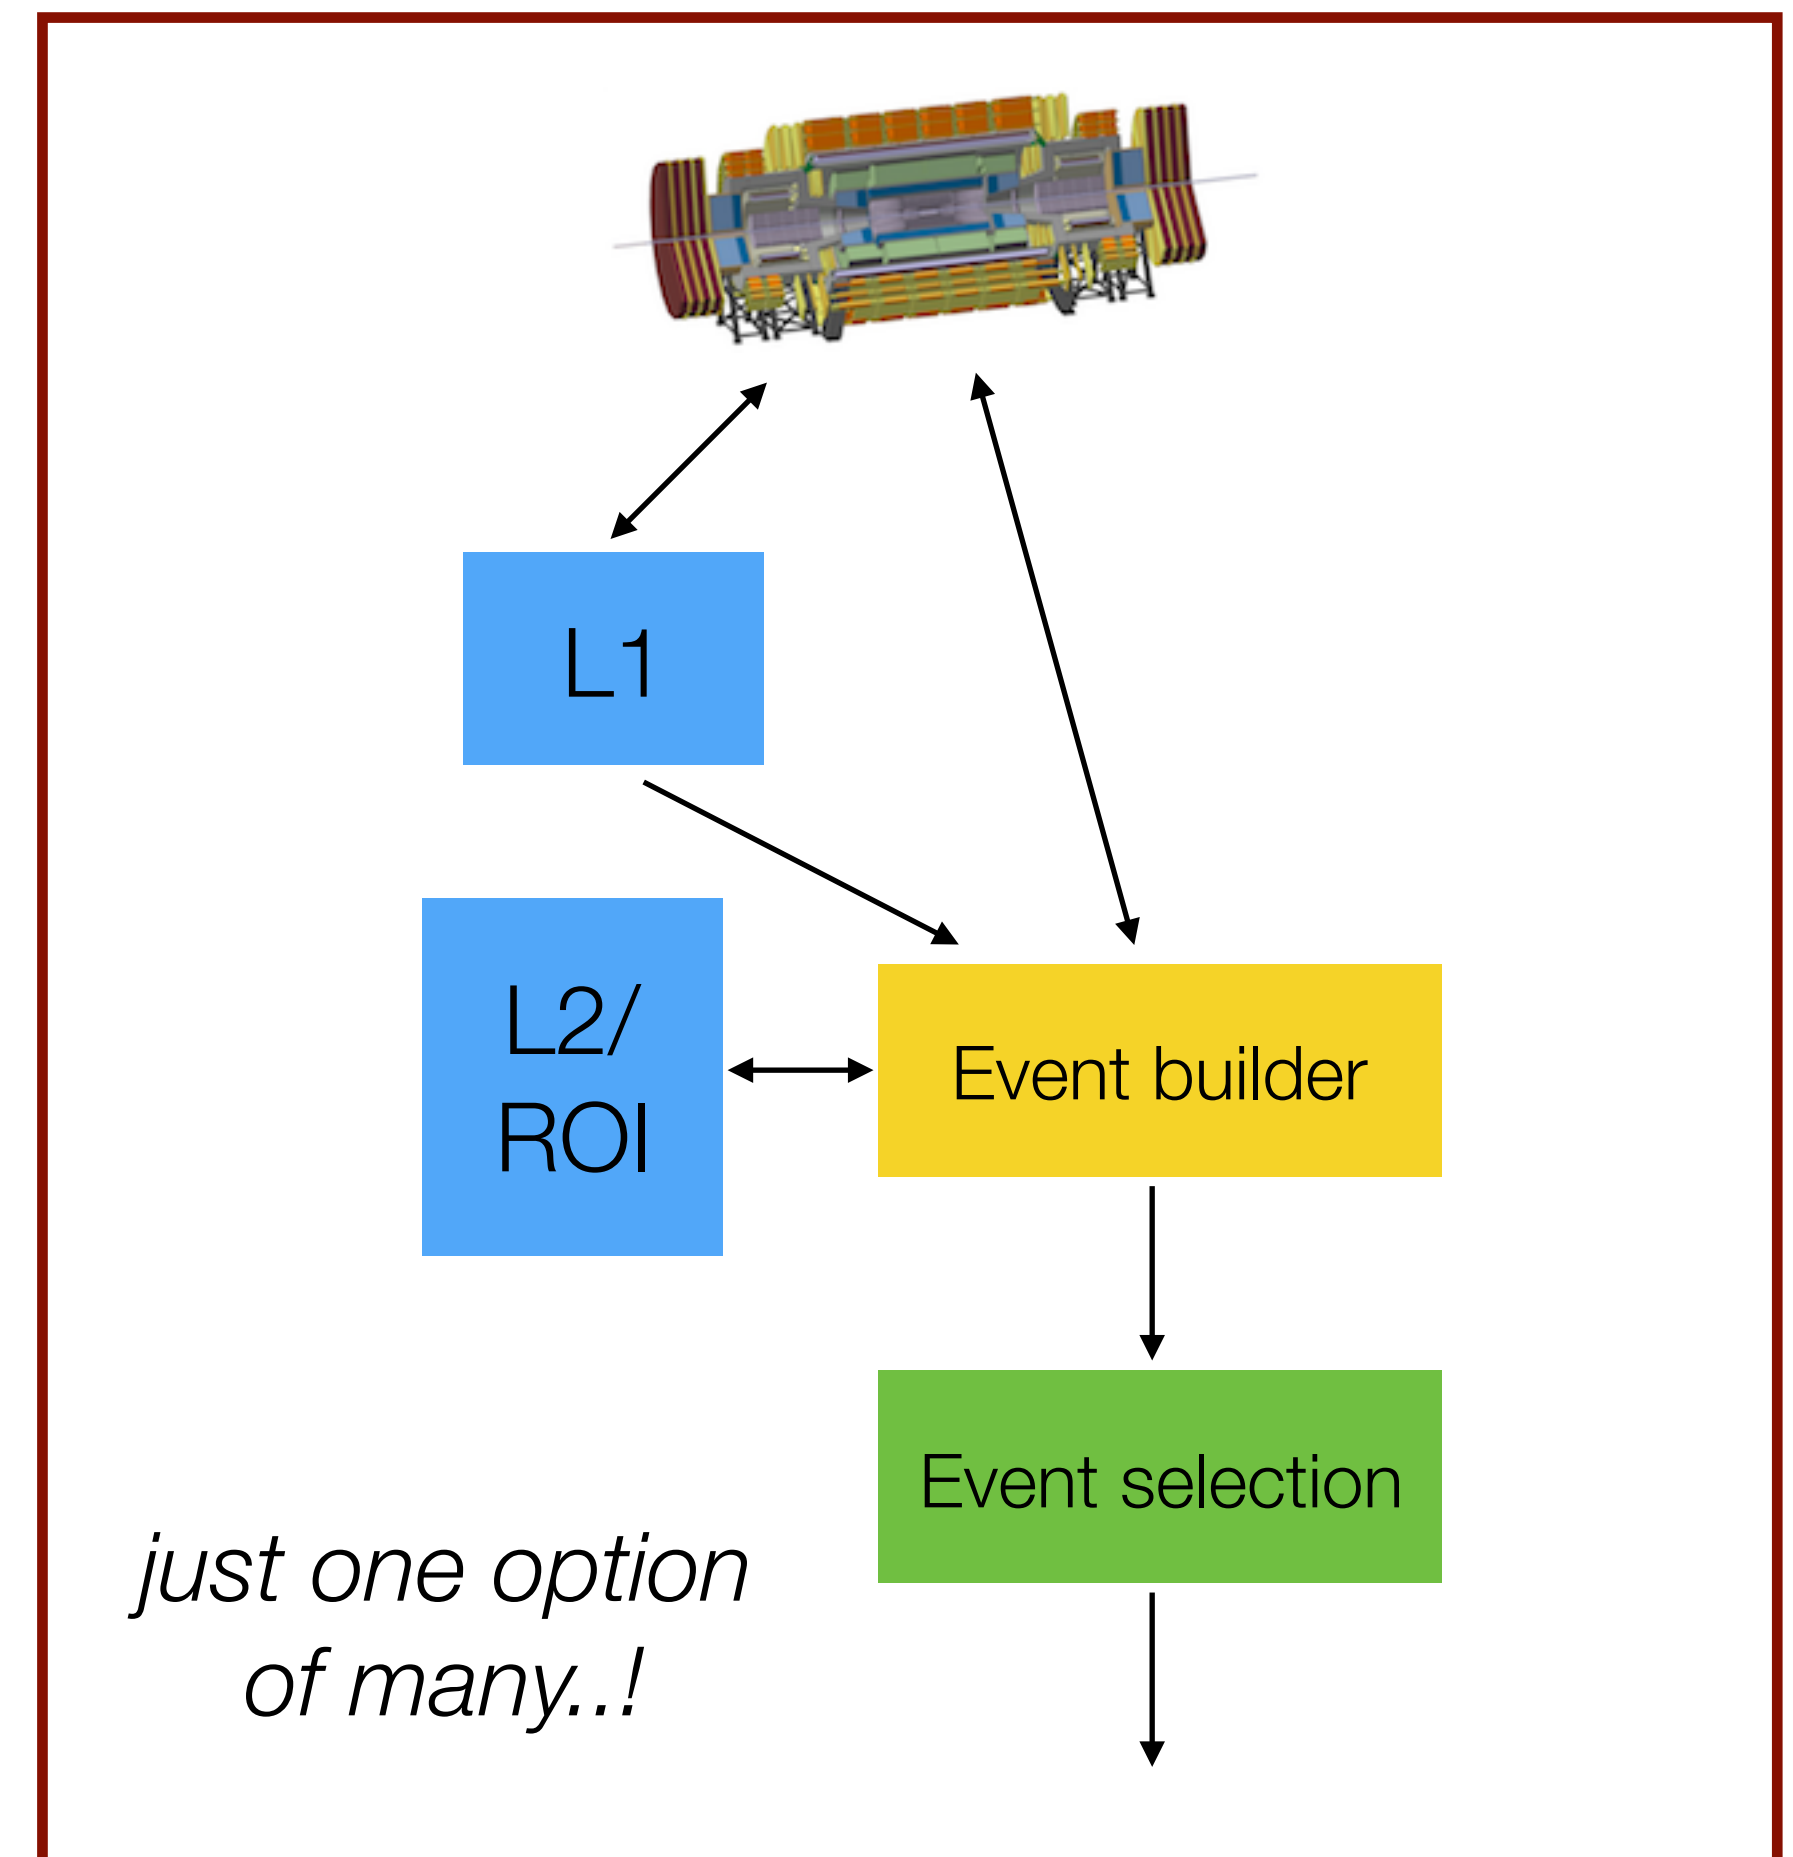 L1
L2/
ROI
Event builder
Event selection
just one option
of many..!